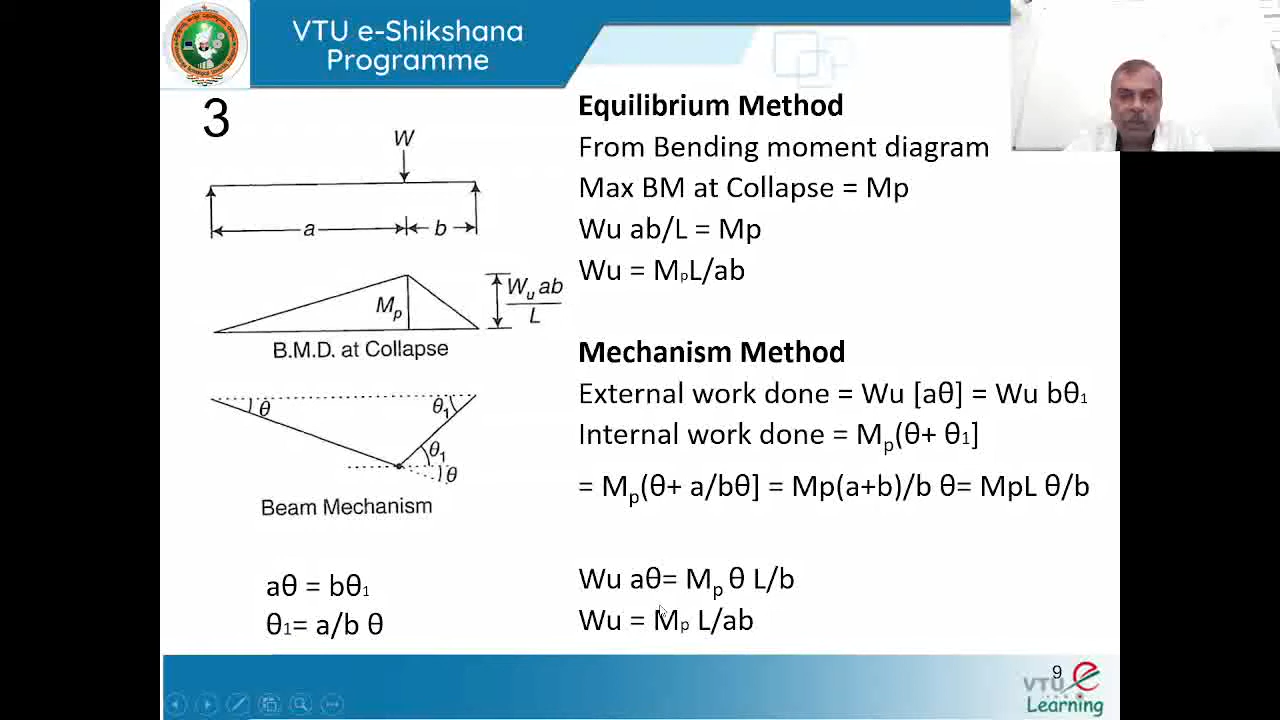 VTU e-Shikshana
Programme
3
W
a
b
M_p
W_u ab
L
B.M.D. at Collapse
θ
θ₁
θ₁
θ
Beam Mechanism
aθ = bθ₁
θ₁= a/b θ
Equilibrium Method
From Bending moment diagram
Max BM at Collapse = Mp
Wu ab/L = Mp
Wu = MₚL/ab
Mechanism Method
External work done = Wu [aθ] = Wu bθ₁
Internal work done = Mₚ(θ+ θ₁]
= Mₚ(θ+ a/bθ] = Mp(a+b)/b θ= MpL θ/b
Wu aθ= Mₚ θ L/b
Wu = Mₚ L/ab
9
VTU e
Learning